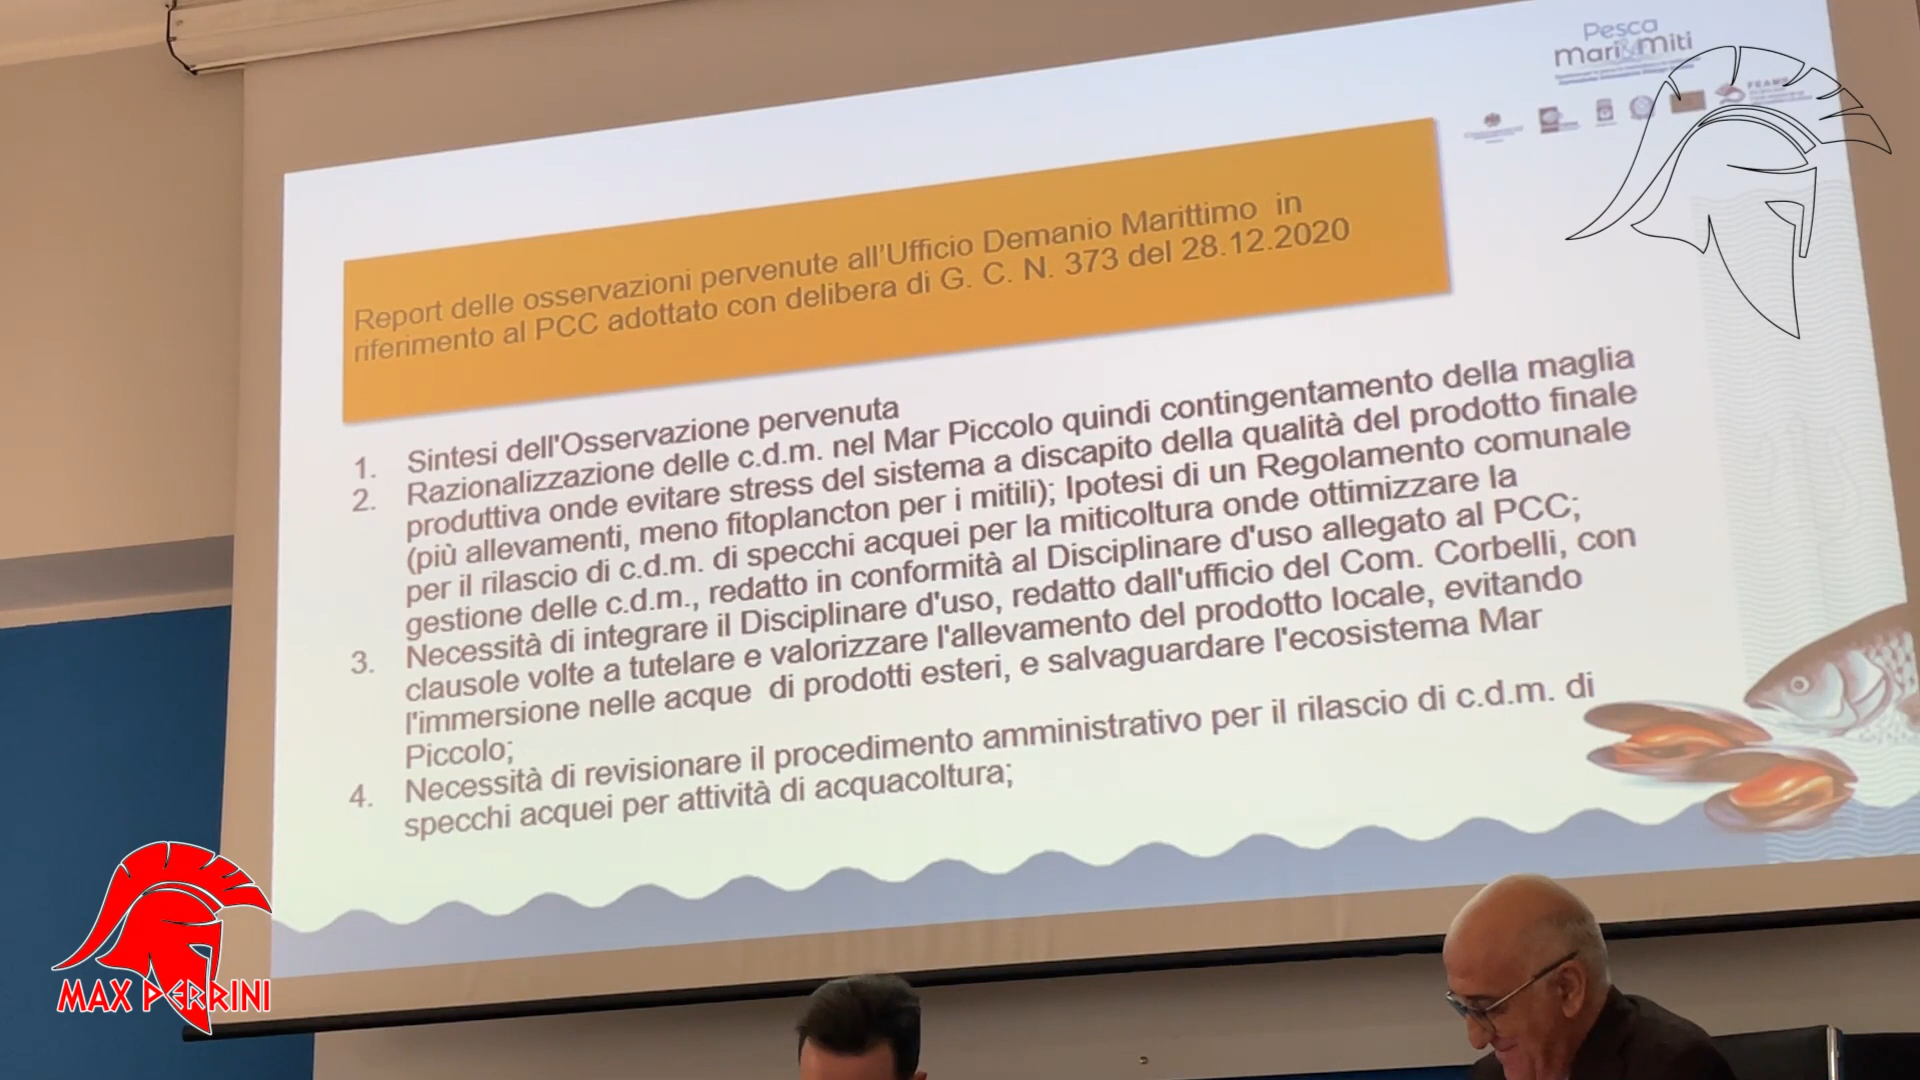 Pesca
mari&miti
FEAMP
Report delle osservazioni pervenute all'Ufficio Demanio Marittimo in
riferimento al PCC adottato con delibera di G. C. N. 373 del 28.12.2020
1. Sintesi dell'Osservazione pervenuta
2. Razionalizzazione delle c.d.m. nel Mar Piccolo quindi contingentamento della maglia
produttiva onde evitare stress del sistema a discapito della qualità del prodotto finale
(più allevamenti, meno fitoplancton per i mitili); Ipotesi di un Regolamento comunale
per il rilascio di c.d.m. di specchi acquei per la miticoltura onde ottimizzare la
gestione delle c.d.m., redatto in conformità al Disciplinare d'uso allegato al PCC;
3. Necessità di integrare il Disciplinare d'uso, redatto dall'ufficio del Com. Corbelli, con
clausole volte a tutelare e valorizzare l'allevamento del prodotto locale, evitando
l'immersione nelle acque di prodotti esteri, e salvaguardare l'ecosistema Mar
Piccolo;
4. Necessità di revisionare il procedimento amministrativo per il rilascio di c.d.m. di
specchi acquei per attività di acquacoltura;
MAX PERRINI